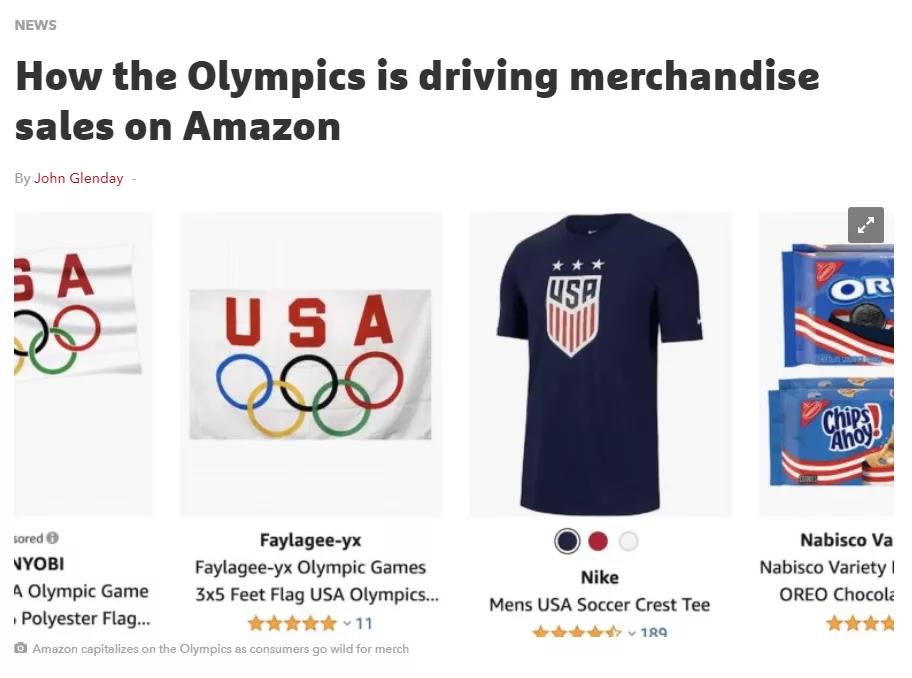 NEWS
How the Olympics is driving merchandise
sales on Amazon
By John Glenday -
S A
USA
USA
OR
Chips
Ahoy!
sored
NYOBI
A Olympic Game
Polyester Flag...
Faylagee-yx
Faylagee-yx Olympic Games
3x5 Feet Flag USA Olympics...
11
Nike
Mens USA Soccer Crest Tee
189
Nabisco Va
Nabisco Variety
OREO Chocola
Amazon capitalizes on the Olympics as consumers go wild for merch